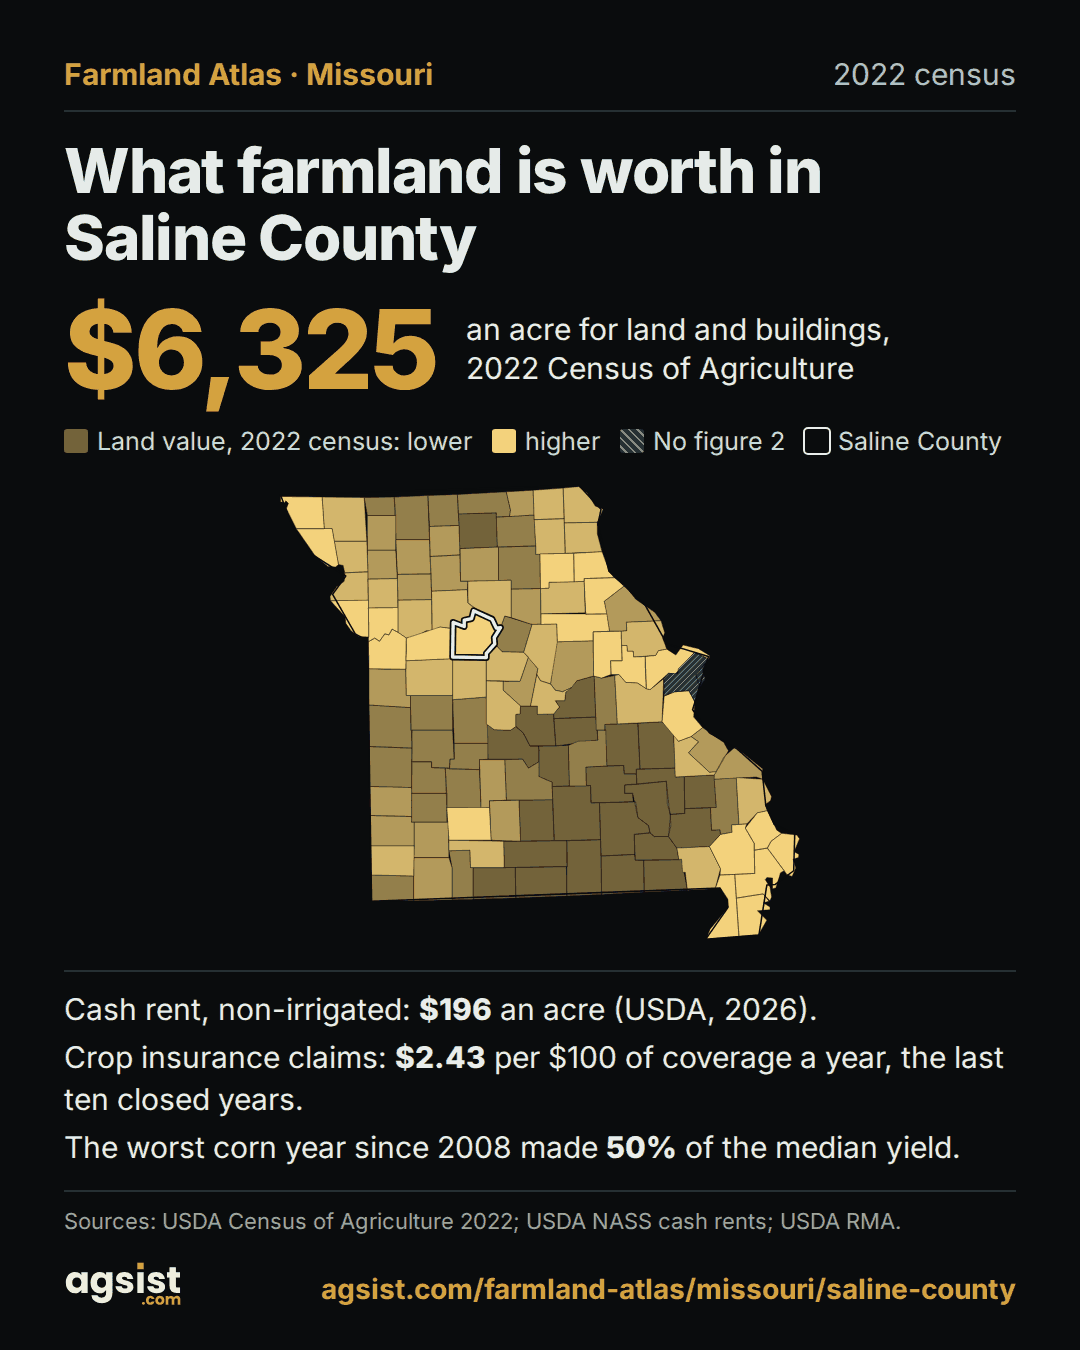 Farmland Atlas · Missouri
2022 census
What farmland is worth in
Saline County
$6,325
an acre for land and buildings,
2022 Census of Agriculture
Land value, 2022 census: lower
higher
No figure 2
Saline County
Cash rent, non-irrigated: $196 an acre (USDA, 2026).
Crop insurance claims: $2.43 per $100 of coverage a year, the last
ten closed years.
The worst corn year since 2008 made 50% of the median yield.
Sources: USDA Census of Agriculture 2022; USDA NASS cash rents; USDA RMA.
agsist
.com
agsist.com/farmland-atlas/missouri/saline-county